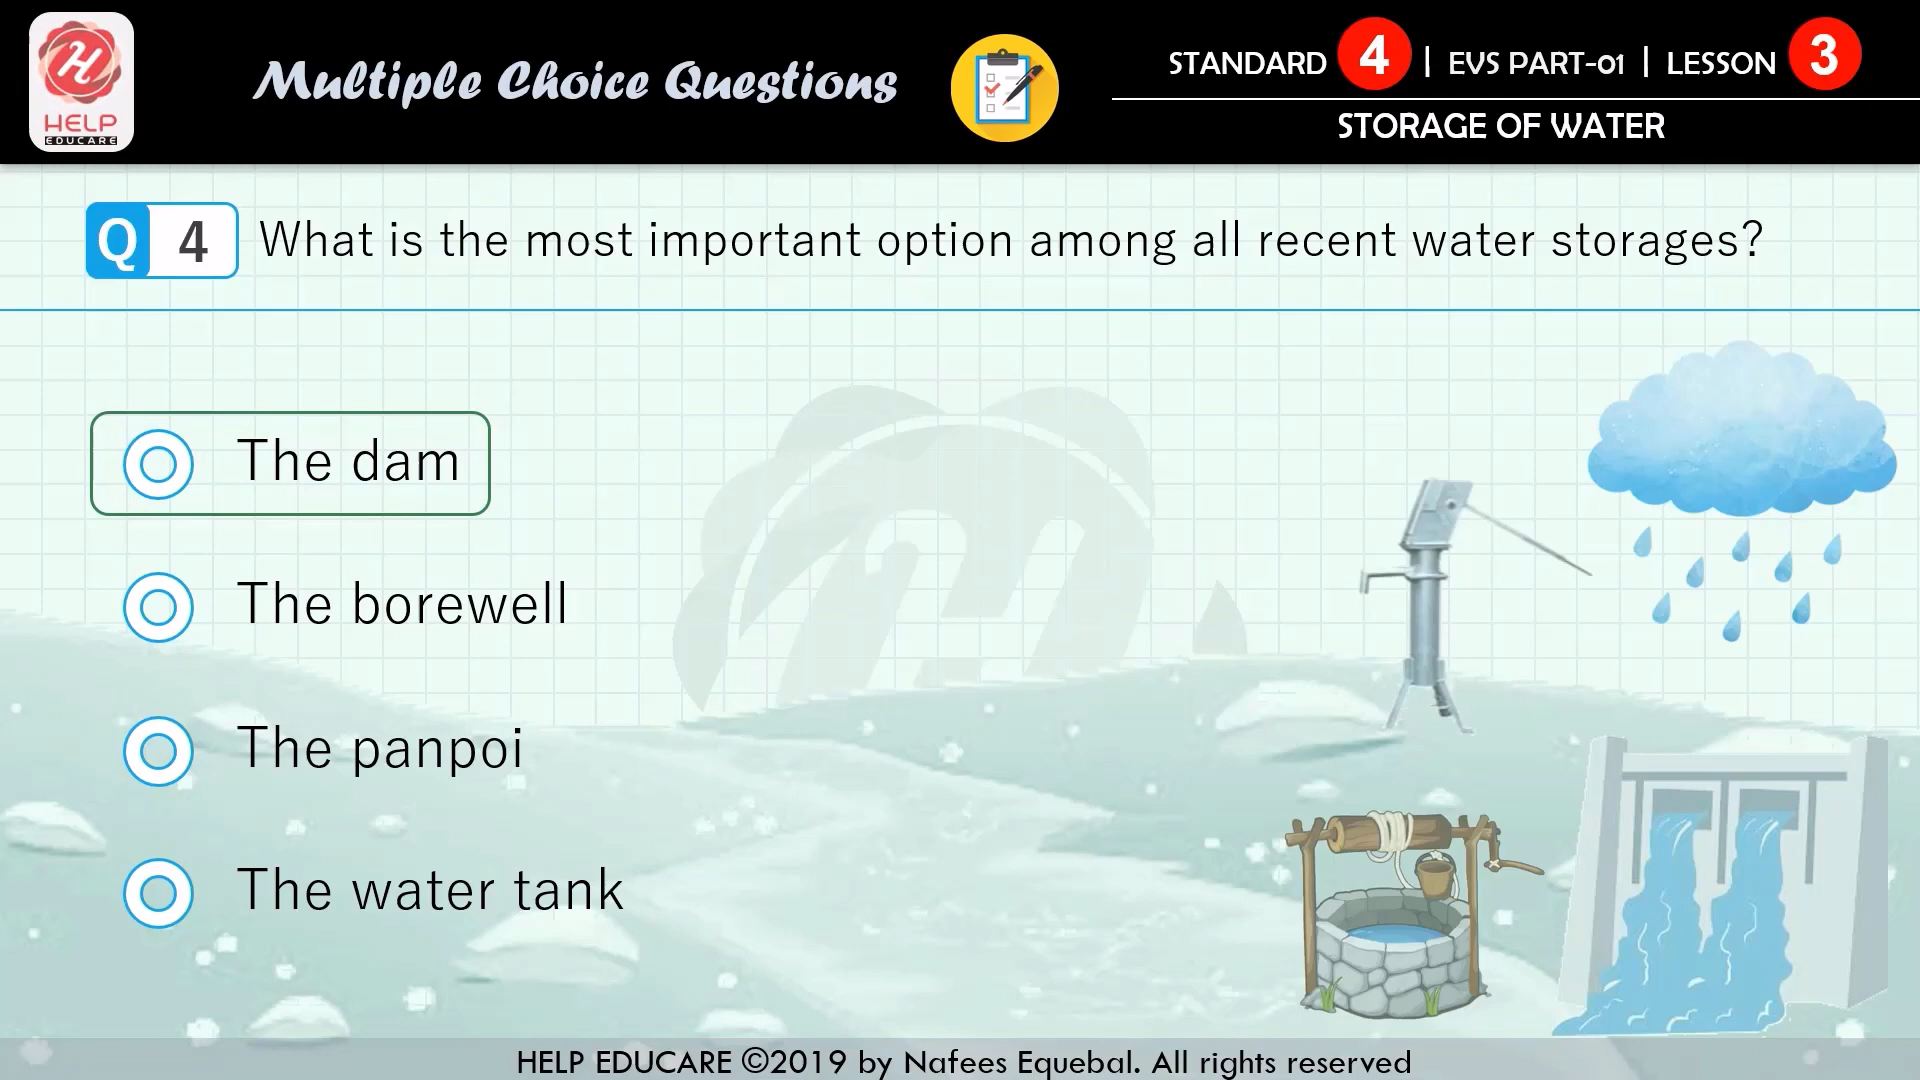 HELP
EDUCARE
Multiple Choice Questions
STANDARD 4 | EVS PART-01 | LESSON 3
STORAGE OF WATER
Q 4 What is the most important option among all recent water storages?
The dam
The borewell
The panpoi
The water tank
HELP EDUCARE ©2019 by Nafees Equebal. All rights reserved